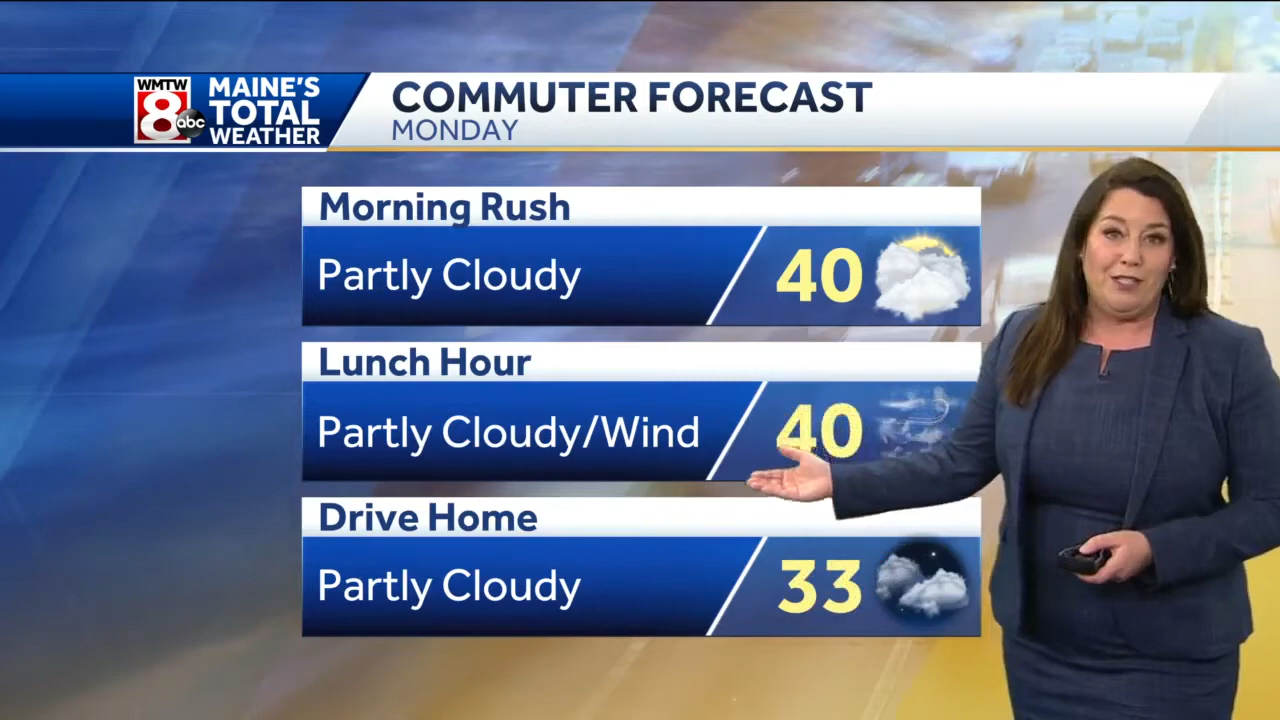 WMTW
8
abc
MAINE'S
TOTAL
WEATHER
COMMUTER FORECAST
MONDAY
Morning Rush
Partly Cloudy 40
Lunch Hour
Partly Cloudy/Wind 40
Drive Home
Partly Cloudy 33